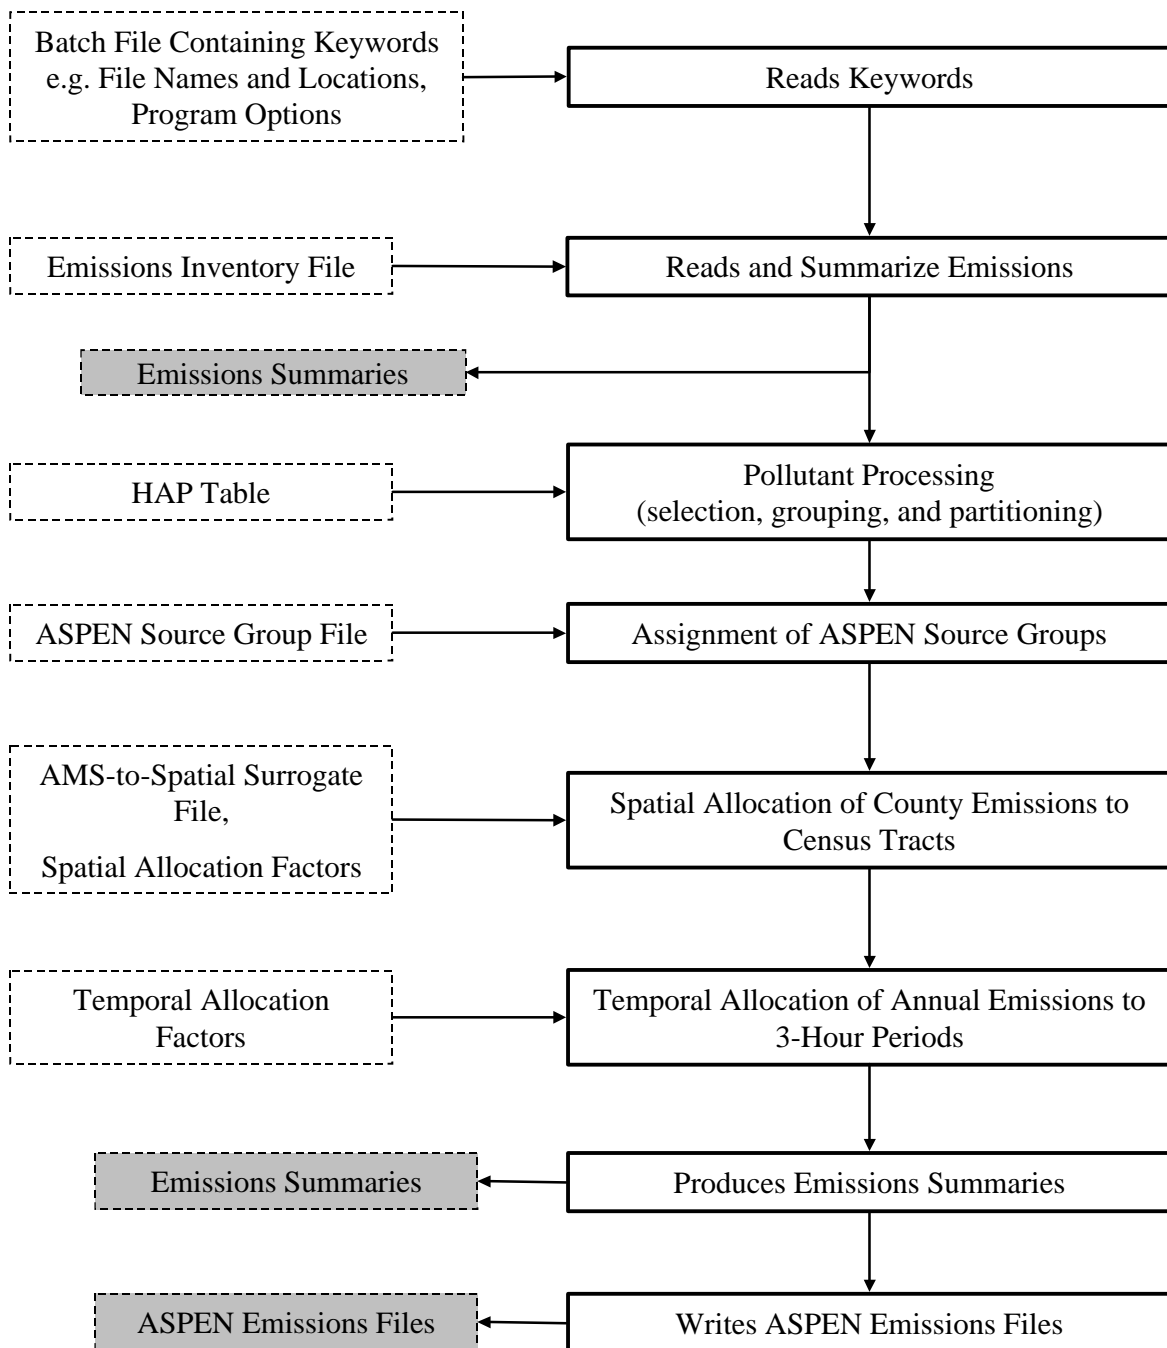 Batch File Containing Keywords
e.g. File Names and Locations,
Program Options
Reads Keywords
Emissions Inventory File
Reads and Summarize Emissions
Emissions Summaries
HAP Table
Pollutant Processing
(selection, grouping, and partitioning)
ASPEN Source Group File
Assignment of ASPEN Source Groups
AMS-to-Spatial Surrogate
File,
Spatial Allocation Factors
Spatial Allocation of County Emissions to
Census Tracts
Temporal Allocation
Factors
Temporal Allocation of Annual Emissions to
3-Hour Periods
Emissions Summaries
Produces Emissions Summaries
ASPEN Emissions Files
Writes ASPEN Emissions Files